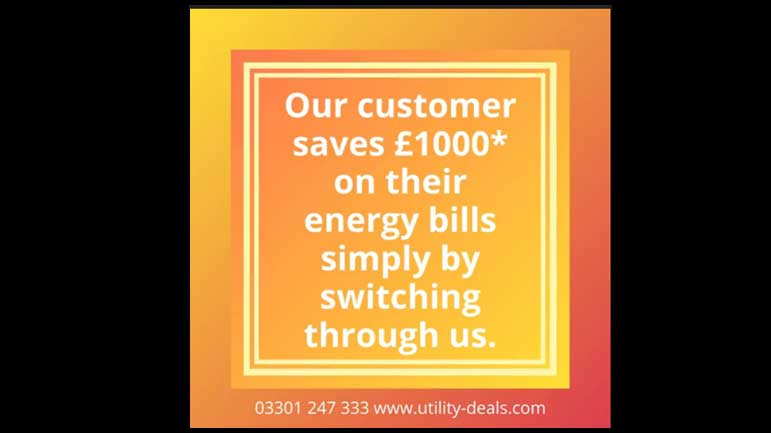 Our customer
saves £1000*
on their
energy bills
simply by
switching
through us.
03301 247 333 www.utility-deals.com